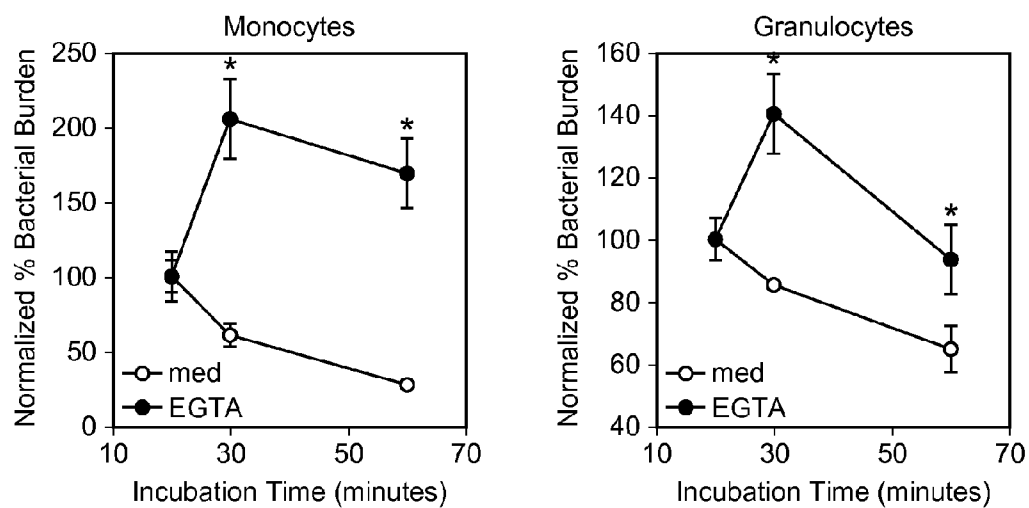 Monocytes
Normalized % Bacterial Burden
250
200
150
100
50
0
*
*
med
EGTA
10
30
50
70
Incubation Time (minutes)
Granulocytes
Normalized % Bacterial Burden
160
140
120
100
80
60
40
*
*
med
EGTA
10
30
50
70
Incubation Time (minutes)